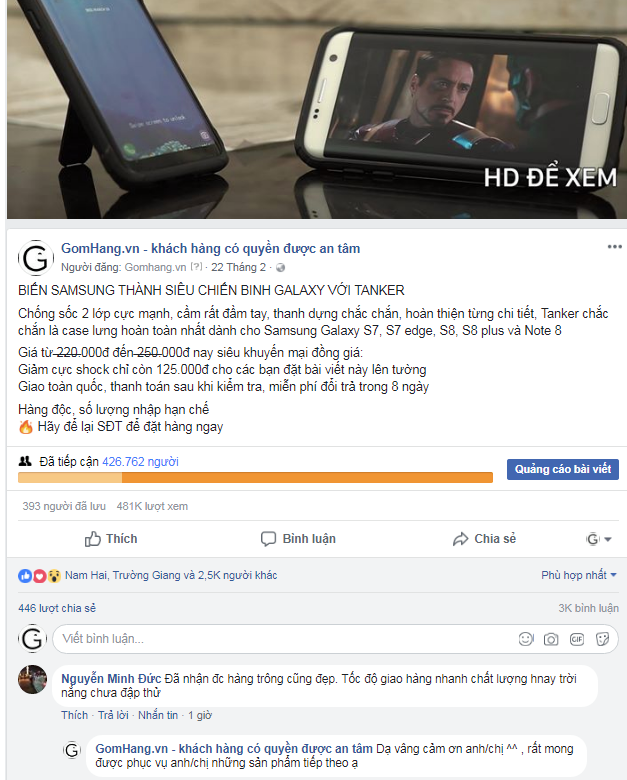 Swipe screen to unlock
HD ĐỂ XEM
G GomHang.vn - khách hàng có quyền được an tâm
Người đăng: Gomhang.vn [?] · 22 Tháng 2 ·
BIẾN SAMSUNG THÀNH SIÊU CHIẾN BINH GALAXY VỚI TANKER
Chống sốc 2 lớp cực mạnh, cầm rất đầm tay, thanh dựng chắc chắn, hoàn thiện từng chi tiết, Tanker chắc
chắn là case lưng hoàn toàn nhất dành cho Samsung Galaxy S7, S7 edge, S8, S8 plus và Note 8
Giá từ 220.000đ đến 250.000đ nay siêu khuyến mại đồng giá:
Giảm cực shock chỉ còn 125.000đ cho các bạn đặt bài viết này lên tường
Giao toàn quốc, thanh toán sau khi kiểm tra, miễn phí đổi trả trong 8 ngày
Hàng độc, số lượng nhập hạn chế
🔥 Hãy để lại SĐT để đặt hàng ngay
Đã tiếp cận 426.762 người
Quảng cáo bài viết
393 người đã lưu 481K lượt xem
Thích Bình luận Chia sẻ G
Nam Hai, Trường Giang và 2,5K người khác Phù hợp nhất
446 lượt chia sẻ 3K bình luận
G Viết bình luận... GIF
Nguyễn Minh Đức Đã nhận đc hàng trông cũng đẹp. Tốc độ giao hàng nhanh chất lượng hnay trời
nắng chưa đập thử
Thích · Trả lời · Nhắn tin · 1 giờ
G GomHang.vn - khách hàng có quyền được an tâm Dạ vâng cảm ơn anh/chị ^^ , rất mong
được phục vụ anh/chị những sản phẩm tiếp theo ạ